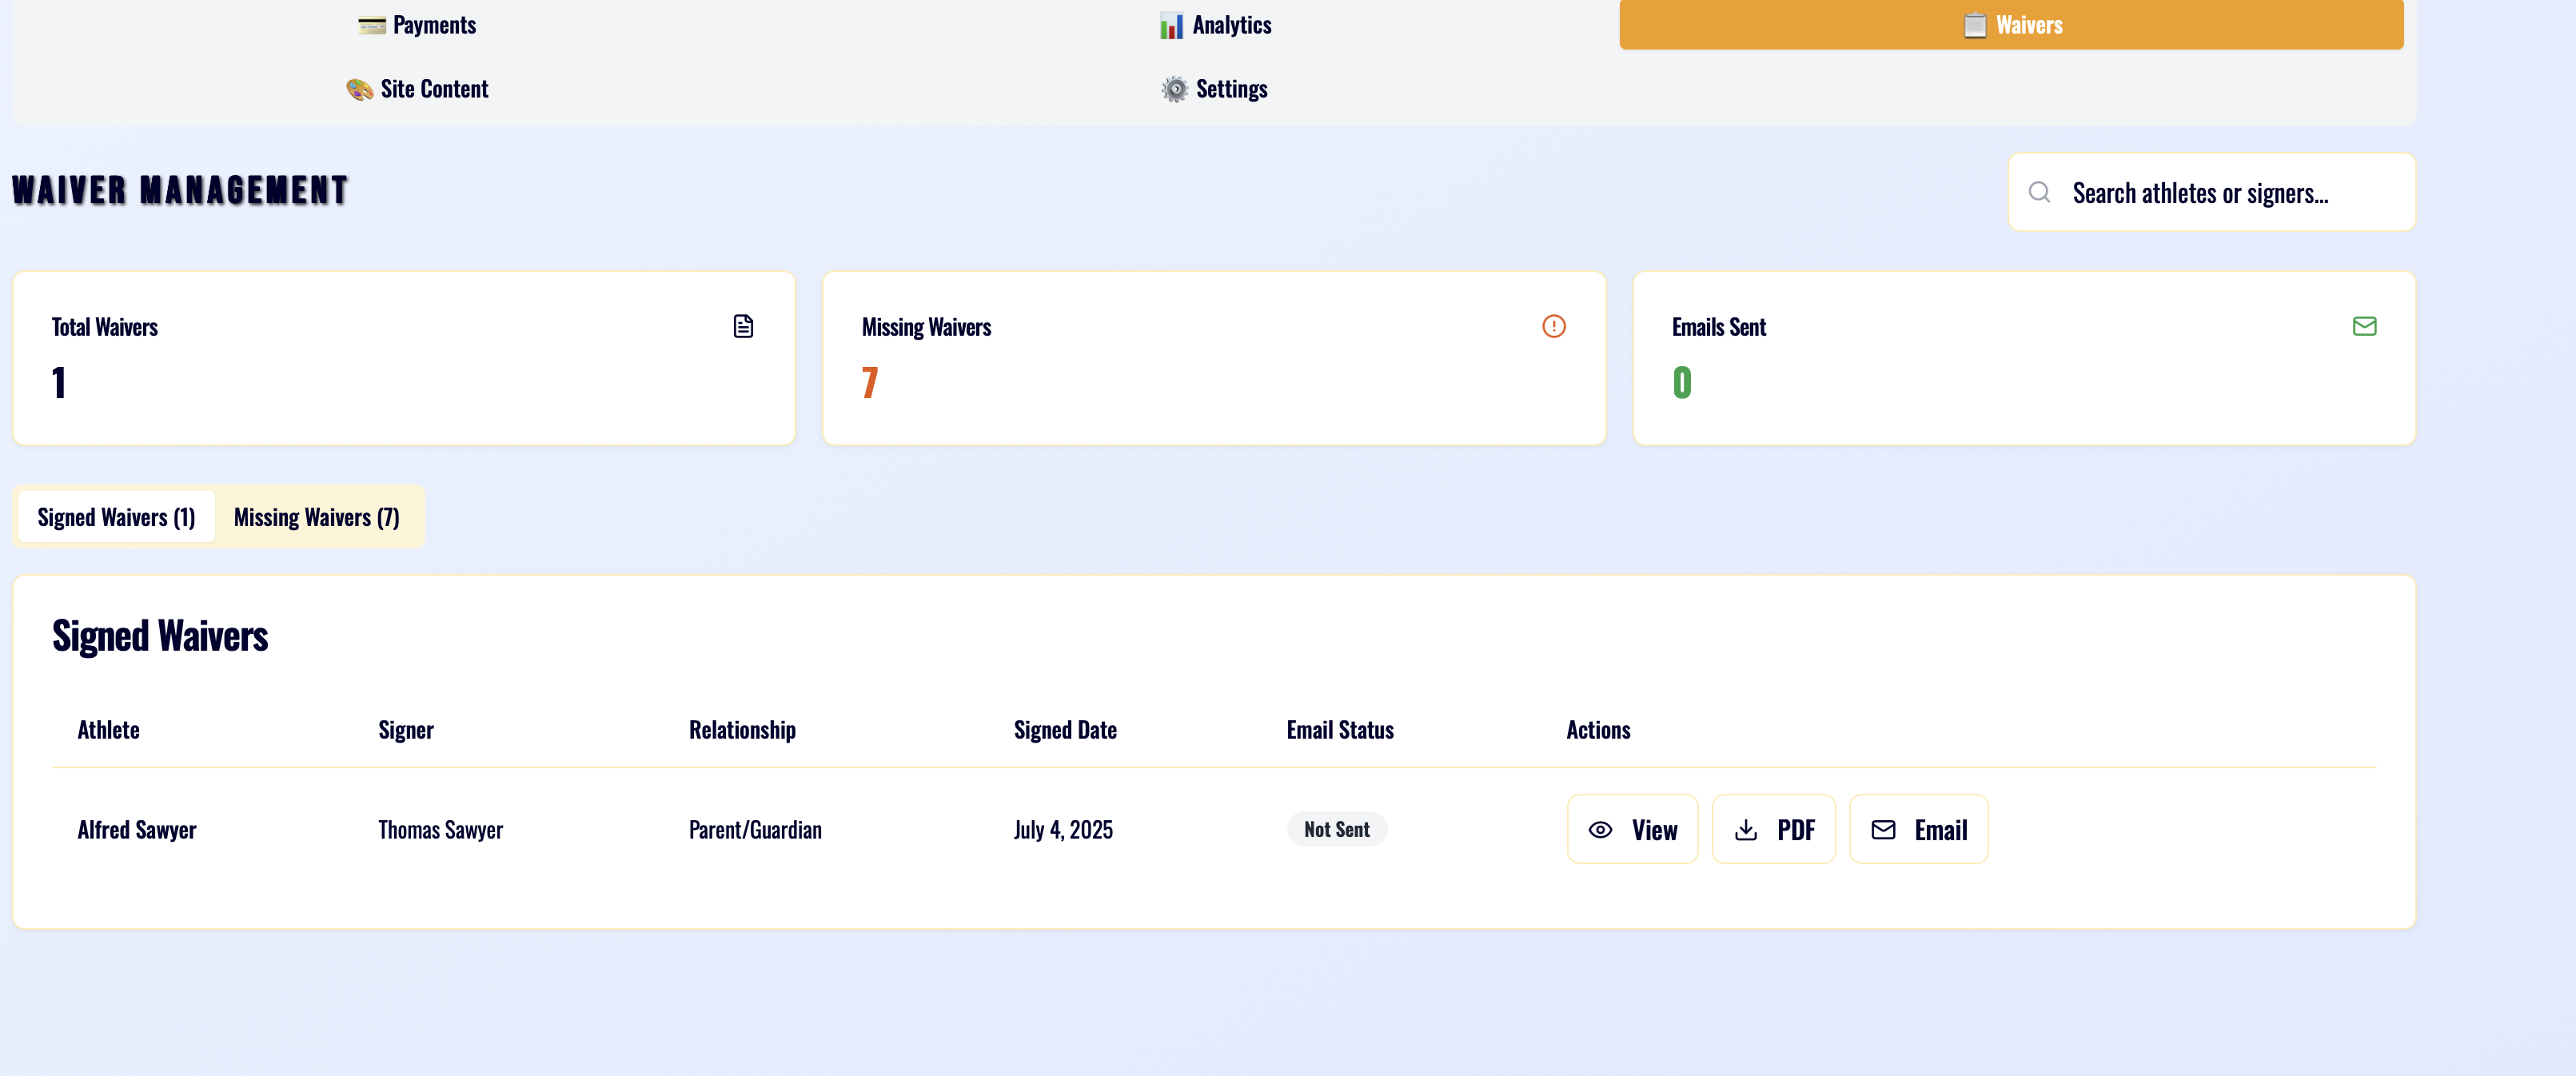 Payments
Analytics
Waivers
Site Content
Settings
WAIVER MANAGEMENT
Search athletes or signers...
Total Waivers
1
Missing Waivers
7
Emails Sent
0
Signed Waivers (1)
Missing Waivers (7)
Signed Waivers
Athlete Signer Relationship Signed Date Email Status Actions
Alfred Sawyer Thomas Sawyer Parent/Guardian July 4, 2025 Not Sent View PDF Email